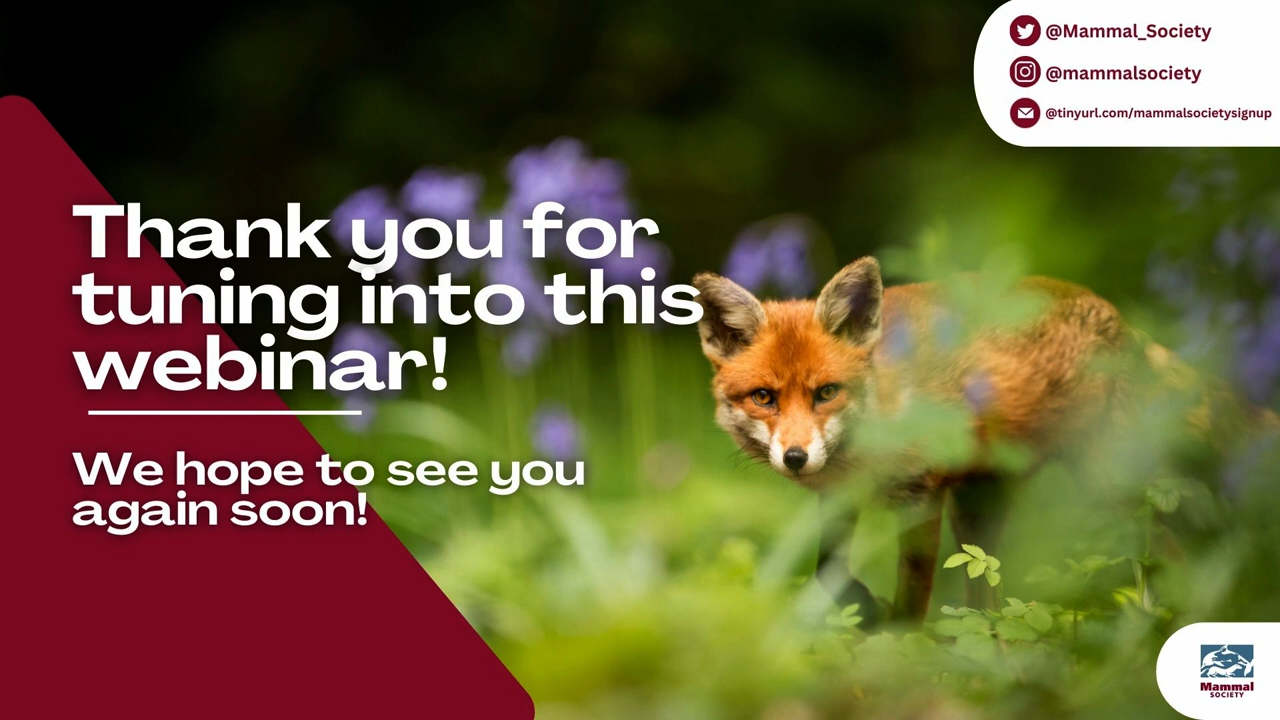 @Mammal_Society
@mammalsociety
@tinyurl.com/mammalsocietysignup
Thank you for
tuning into this
webinar!
We hope to see you
again soon!
Mammal
SOCIETY